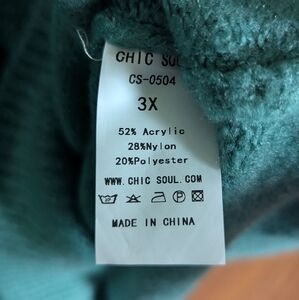 CHIC SOUL
CS-0504
3X
52% Acrylic
28%Nylon
20%Polyester
WWW. CHIC SOUL. COM
MADE IN CHINA